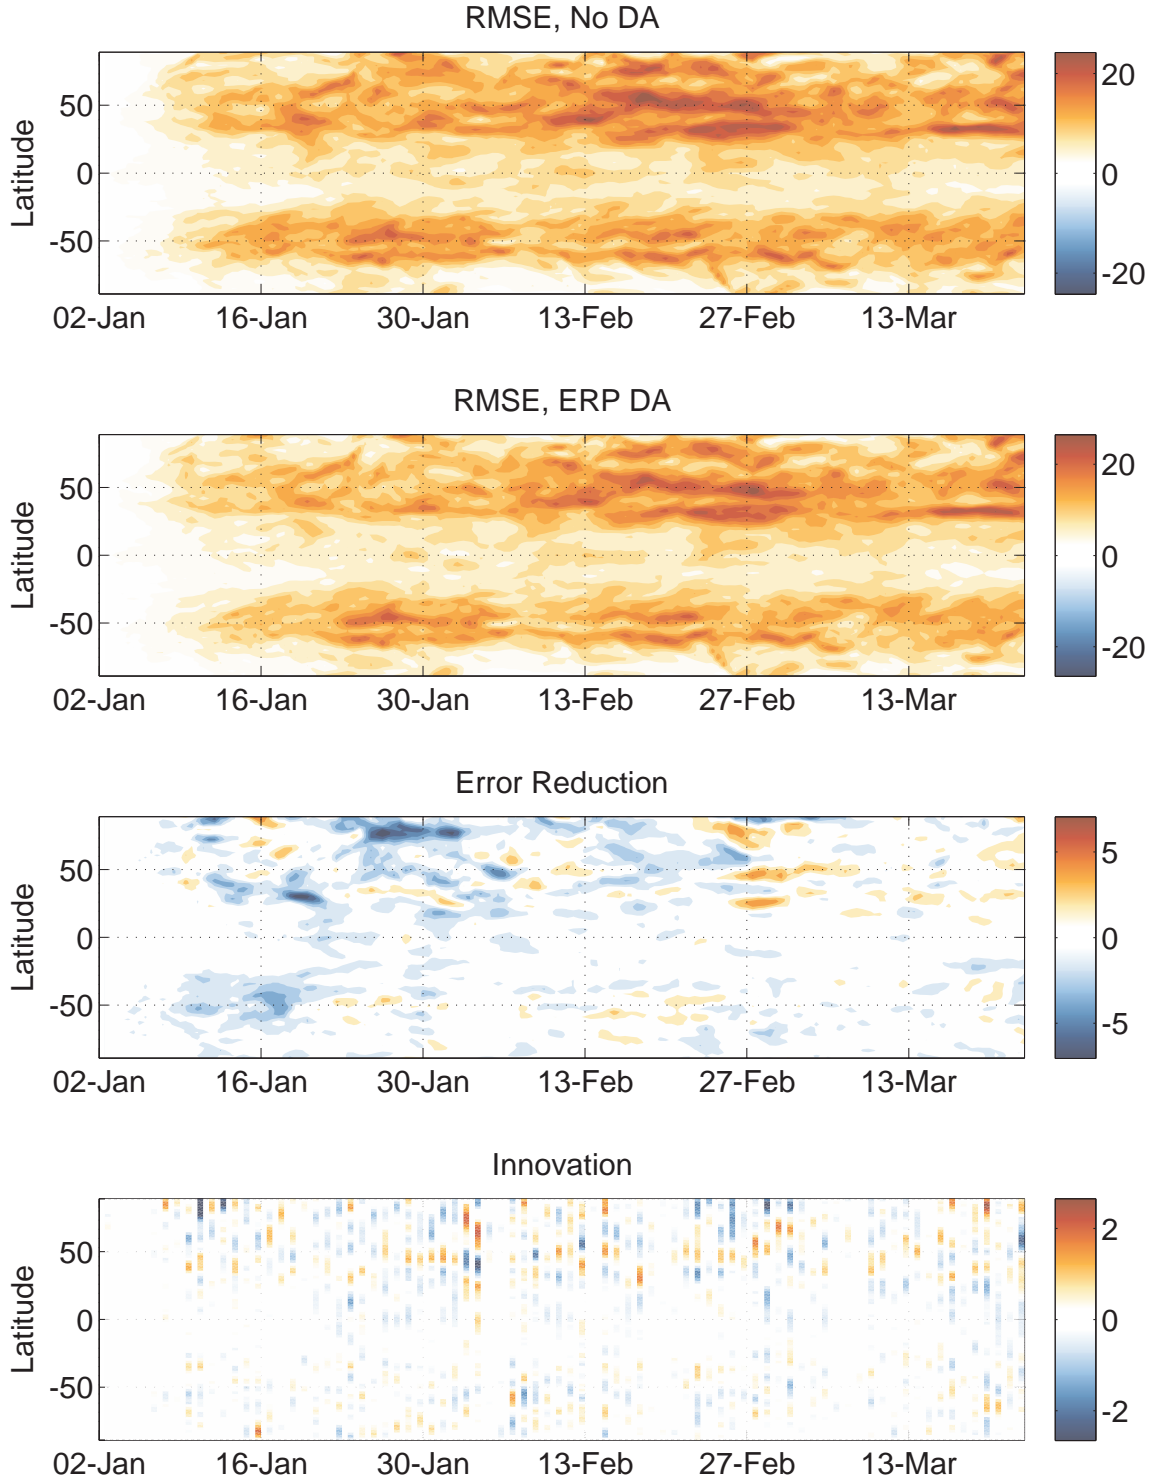 RMSE, No DA
Latitude
50
0
-50
20
0
-20
02-Jan 16-Jan 30-Jan 13-Feb 27-Feb 13-Mar
RMSE, ERP DA
Latitude
50
0
-50
20
0
-20
02-Jan 16-Jan 30-Jan 13-Feb 27-Feb 13-Mar
Error Reduction
Latitude
50
0
-50
5
0
-5
02-Jan 16-Jan 30-Jan 13-Feb 27-Feb 13-Mar
Innovation
Latitude
50
0
-50
2
0
-2
02-Jan 16-Jan 30-Jan 13-Feb 27-Feb 13-Mar